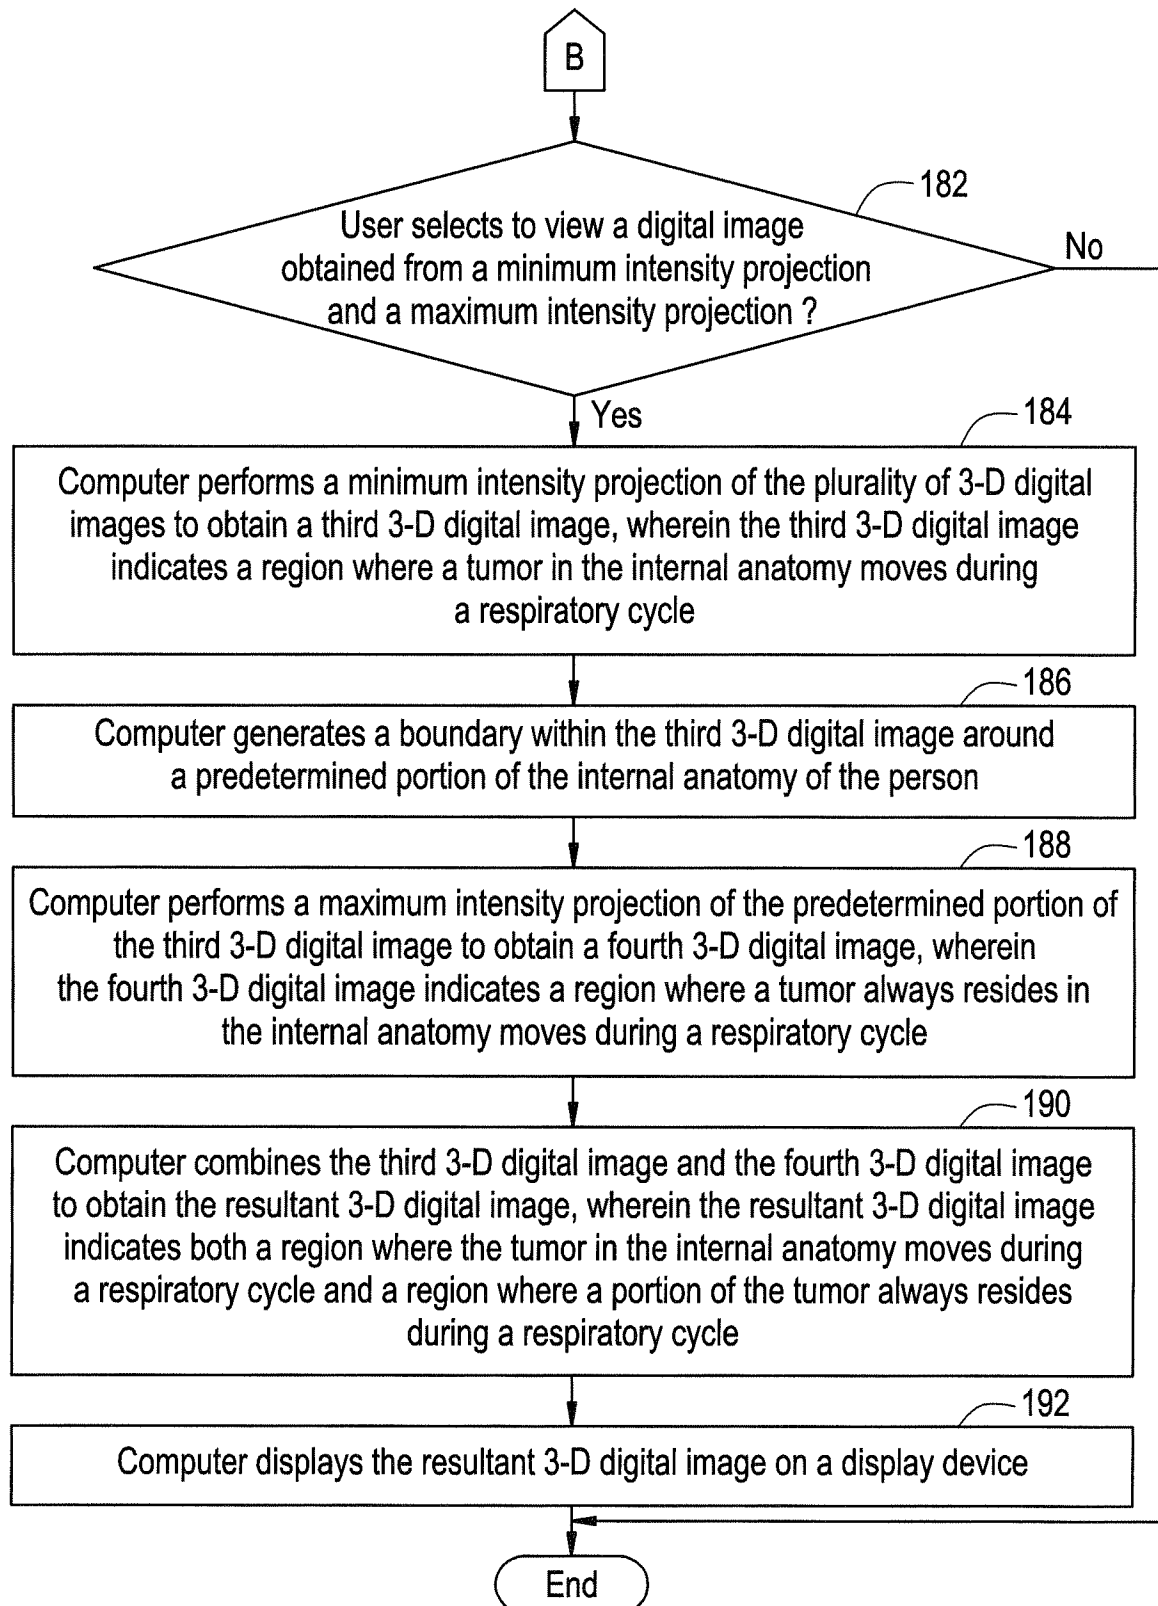 B
182
User selects to view a digital image
obtained from a minimum intensity projection
and a maximum intensity projection ?
No
Yes
184
Computer performs a minimum intensity projection of the plurality of 3-D digital
images to obtain a third 3-D digital image, wherein the third 3-D digital image
indicates a region where a tumor in the internal anatomy moves during
a respiratory cycle
186
Computer generates a boundary within the third 3-D digital image around
a predetermined portion of the internal anatomy of the person
188
Computer performs a maximum intensity projection of the predetermined portion of
the third 3-D digital image to obtain a fourth 3-D digital image, wherein
the fourth 3-D digital image indicates a region where a tumor always resides in
the internal anatomy moves during a respiratory cycle
190
Computer combines the third 3-D digital image and the fourth 3-D digital image
to obtain the resultant 3-D digital image, wherein the resultant 3-D digital image
indicates both a region where the tumor in the internal anatomy moves during
a respiratory cycle and a region where a portion of the tumor always resides
during a respiratory cycle
192
Computer displays the resultant 3-D digital image on a display device
End